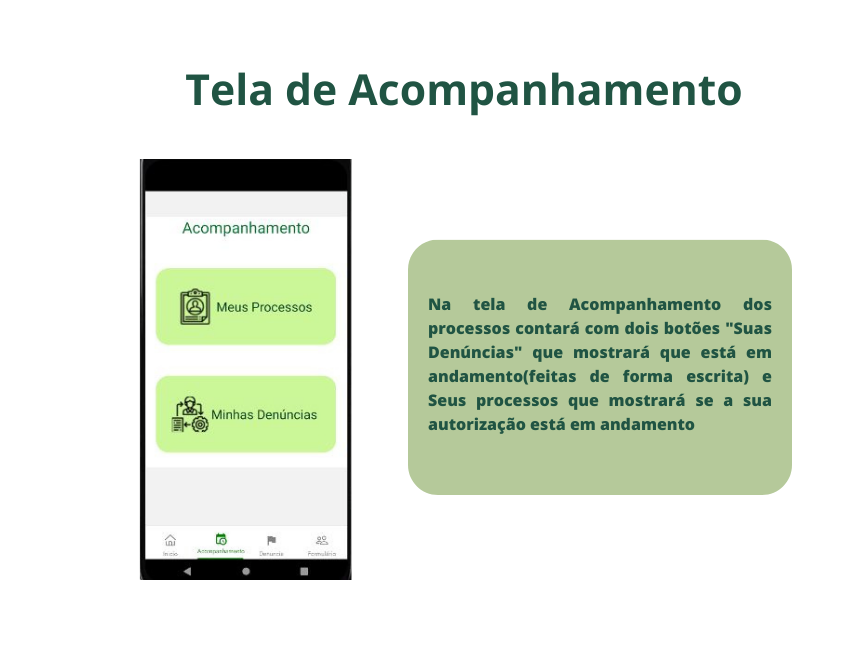 Tela de Acompanhamento
Acompanhamento
Meus Processos
Minhas Denúncias
Inicio
Acompanhamento
Denuncia
Formulário
Na tela de Acompanhamento dos
processos contará com dois botões "Suas
Denúncias" que mostrará que está em
andamento(feitas de forma escrita) e
Seus processos que mostrará se a sua
autorização está em andamento